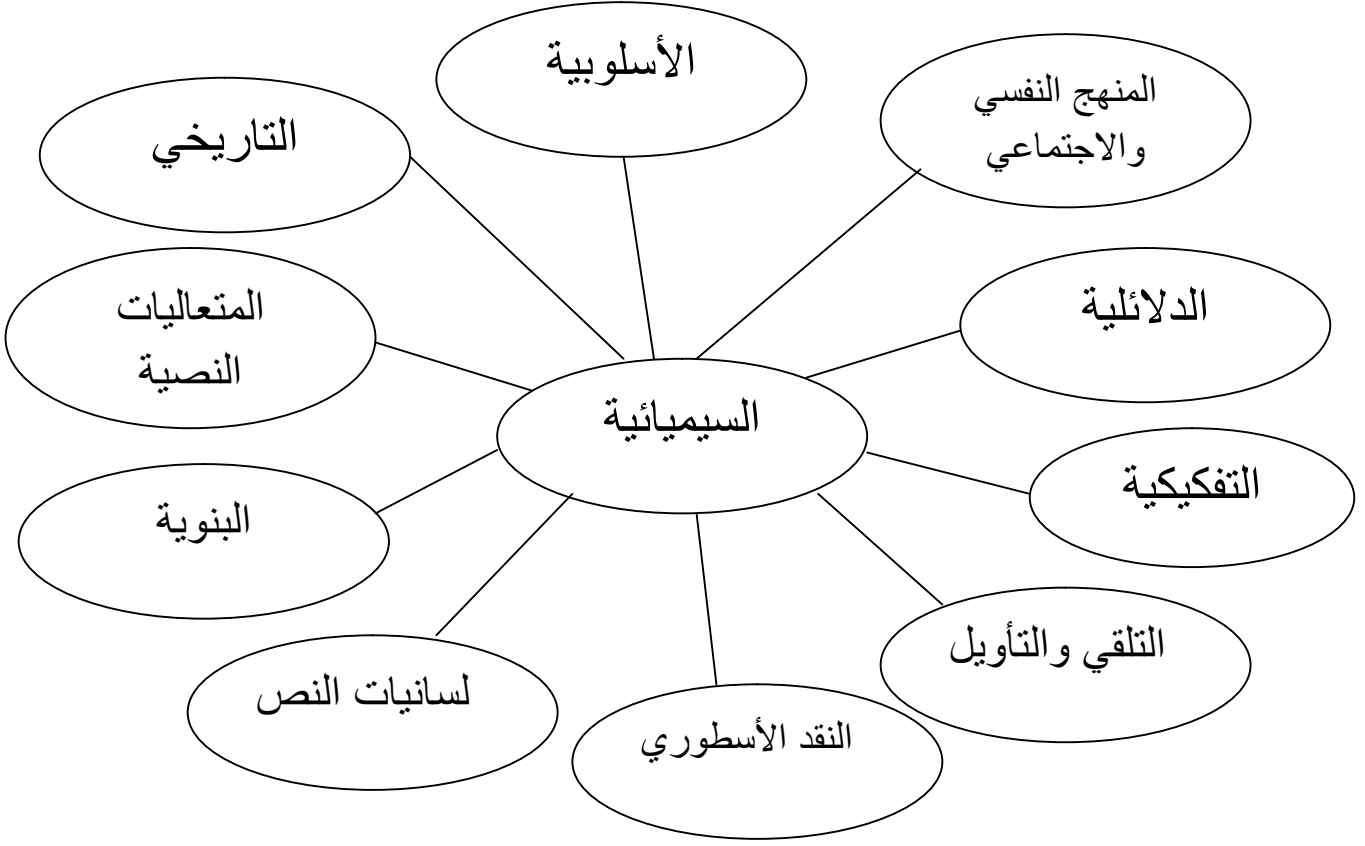 الأسلوبية
المنهج النفسي
والاجتماعي
التاريخي
الدلائلية
المتعاليات
النصية
السيميائية
التفكيكية
البنوية
التلقي والتأويل
لسانيات النص
النقد الأسطوري